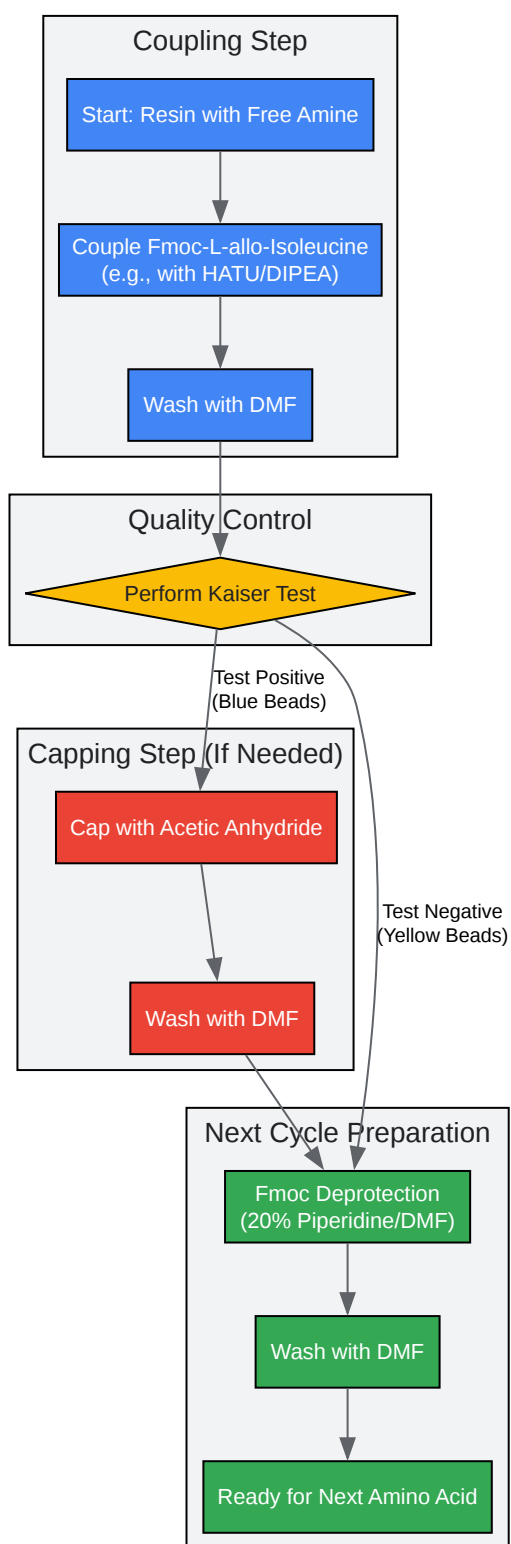 Coupling Step
Start: Resin with Free Amine
Couple Fmoc-L-allo-Isoleucine
(e.g., with HATU/DIPEA)
Wash with DMF
Quality Control
Perform Kaiser Test
Test Positive
(Blue Beads)
Capping Step (If Needed)
Cap with Acetic Anhydride
Test Negative
(Yellow Beads)
Wash with DMF
Next Cycle Preparation
Fmoc Deprotection
(20% Piperidine/DMF)
Wash with DMF
Ready for Next Amino Acid